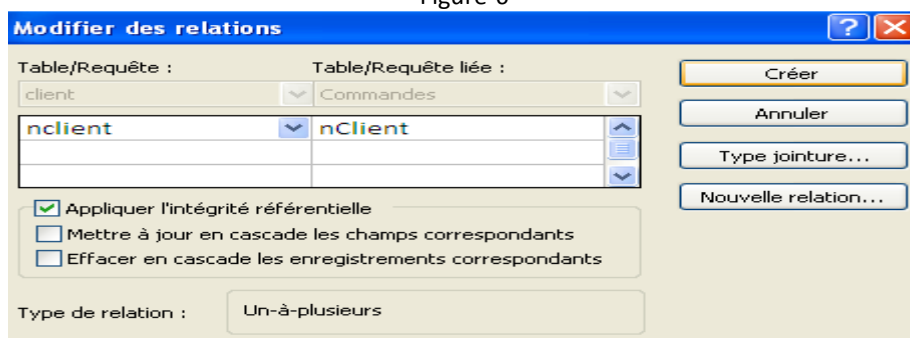 Figure 6
Modifier des relations
Table/Requête : Table/Requête liée :
client Commandes
nclient nClient
Appliquer l'intégrité référentielle
Mettre à jour en cascade les champs correspondants
Effacer en cascade les enregistrements correspondants
Type de relation : Un-à-plusieurs
Créer
Annuler
Type jointure...
Nouvelle relation...